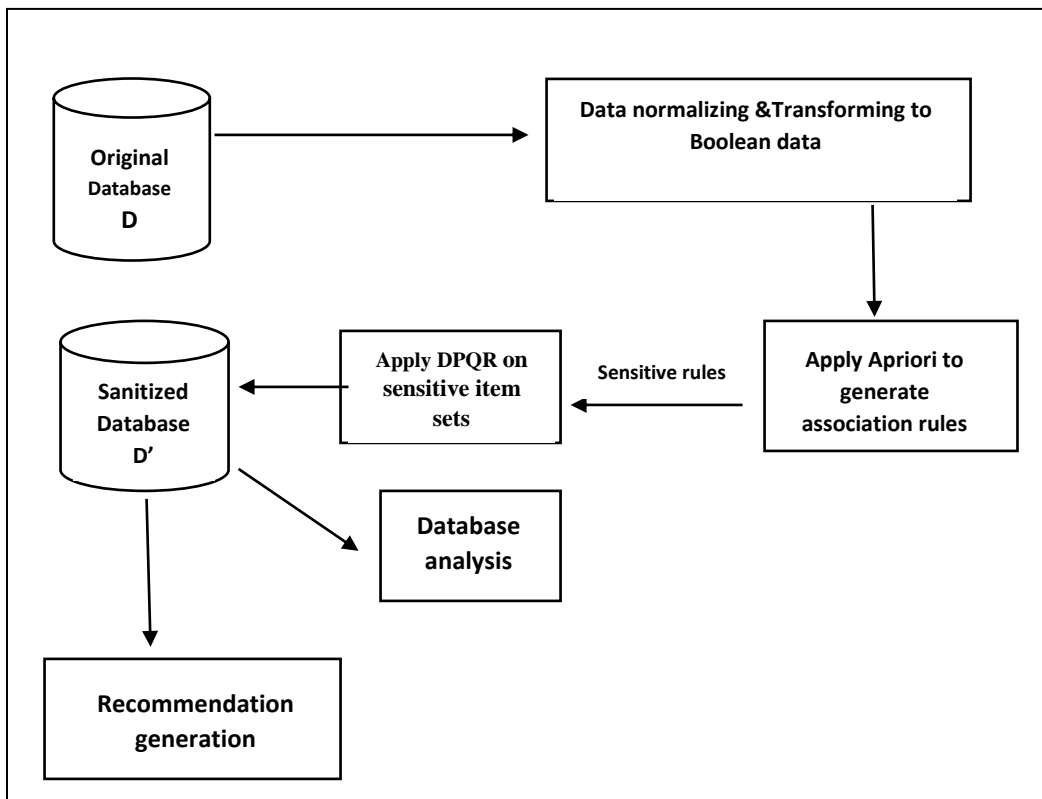 Original
Database
D
Data normalizing &Transforming to
Boolean data
Apply Apriori to
generate
association rules
Sensitive rules
Apply DPQR on
sensitive item
sets
Sanitized
Database
D’
Database
analysis
Recommendation
generation